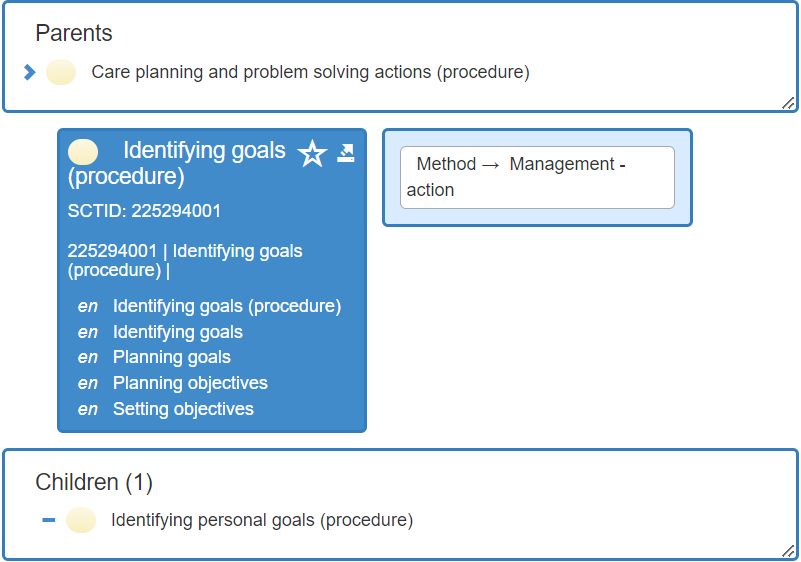 Parents
Care planning and problem solving actions (procedure)
Identifying goals
(procedure)
SCTID: 225294001
225294001 | Identifying goals
(procedure) |
en Identifying goals (procedure)
en Identifying goals
en Planning goals
en Planning objectives
en Setting objectives
Method → Management -
action
Children (1)
Identifying personal goals (procedure)